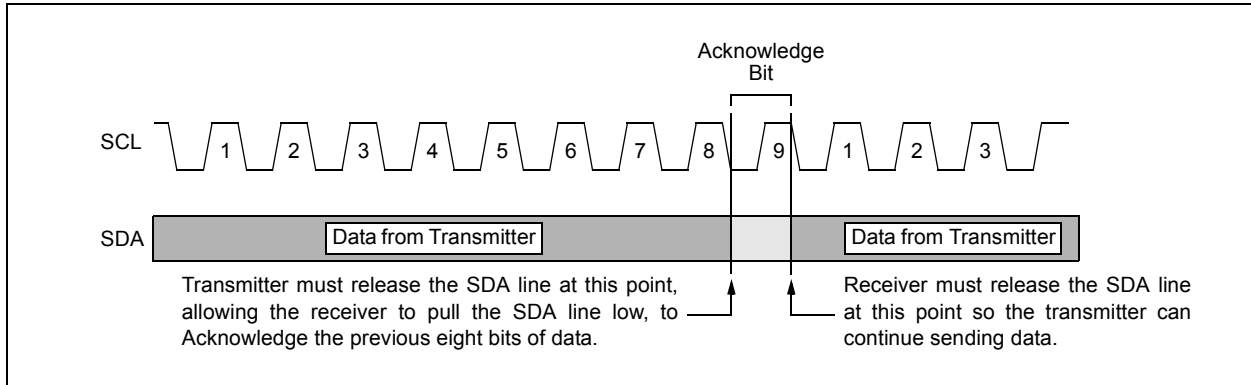 Acknowledge
Bit
SCL 1 2 3 4 5 6 7 8 9 1 2 3
SDA Data from Transmitter Data from Transmitter
Transmitter must release the SDA line at this point,
allowing the receiver to pull the SDA line low, to
Acknowledge the previous eight bits of data.
Receiver must release the SDA line
at this point so the transmitter can
continue sending data.